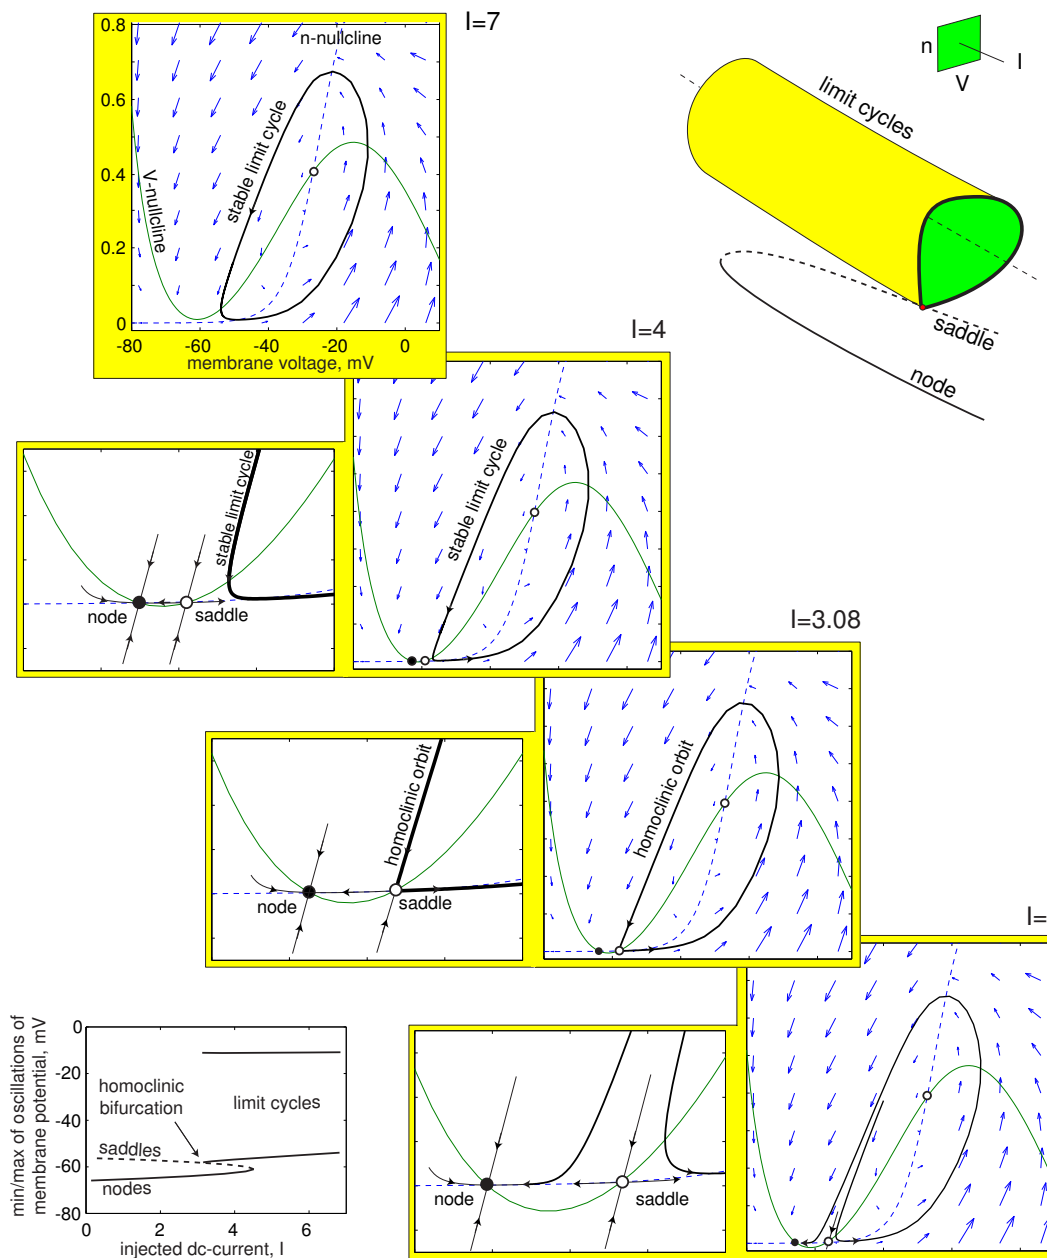 I=7
0.8
0.6
0.4
0.2
0
n-nullcline
V-nullcline
stable limit cycle
-80
-60
-40
-20
0
membrane voltage, mV
n
V
I
limit cycles
saddle
node
I=4
stable limit cycle
stable limit cycle
node
saddle
I=3.08
homoclinic orbit
homoclinic orbit
node
saddle
I=
node
saddle
min/max of oscillations of
membrane potential, mV
0
-20
-40
-60
-80
homoclinic
bifurcation
limit cycles
saddles
nodes
0
2
4
6
injected dc-current, I